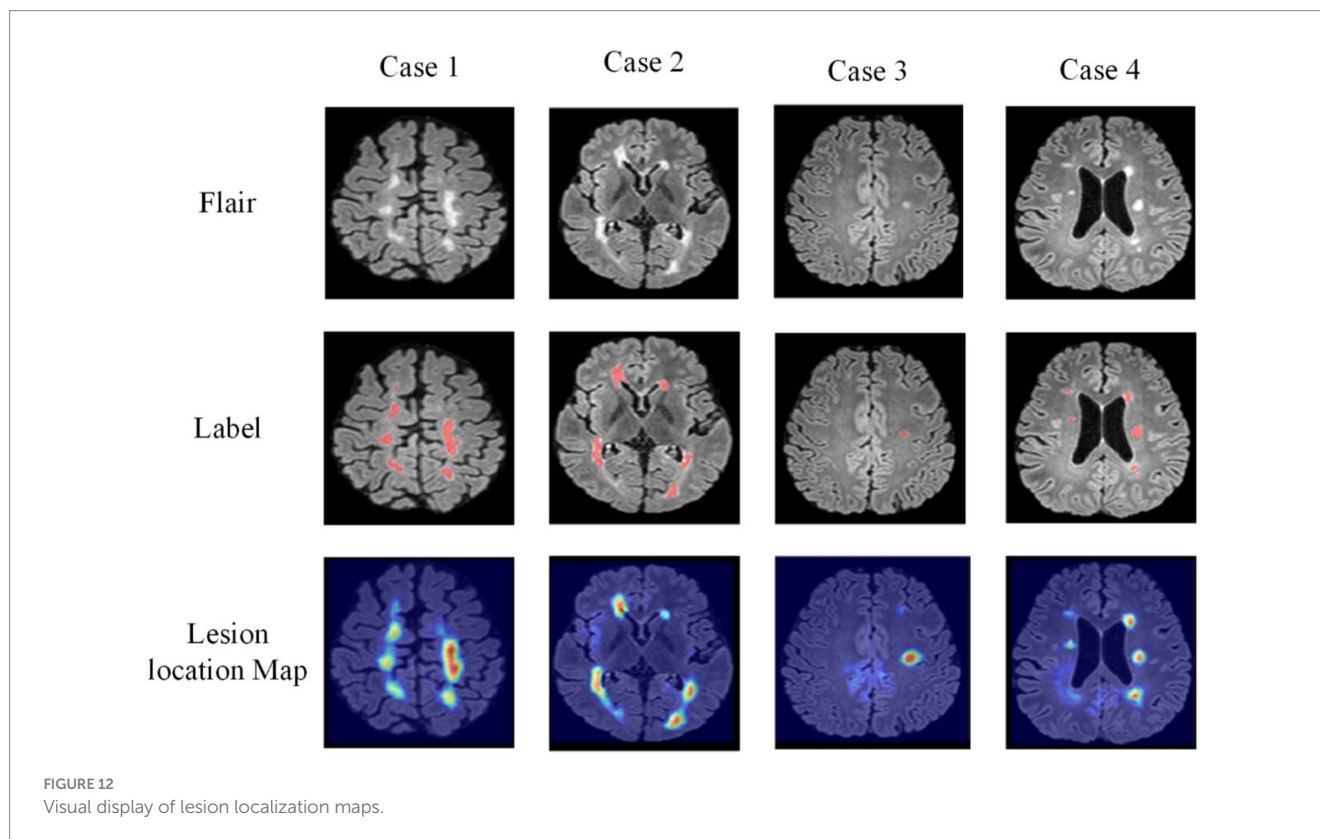 Case 1
Case 2
Case 3
Case 4
Flair
Label
Lesion
location Map
FIGURE 12
Visual display of lesion localization maps.